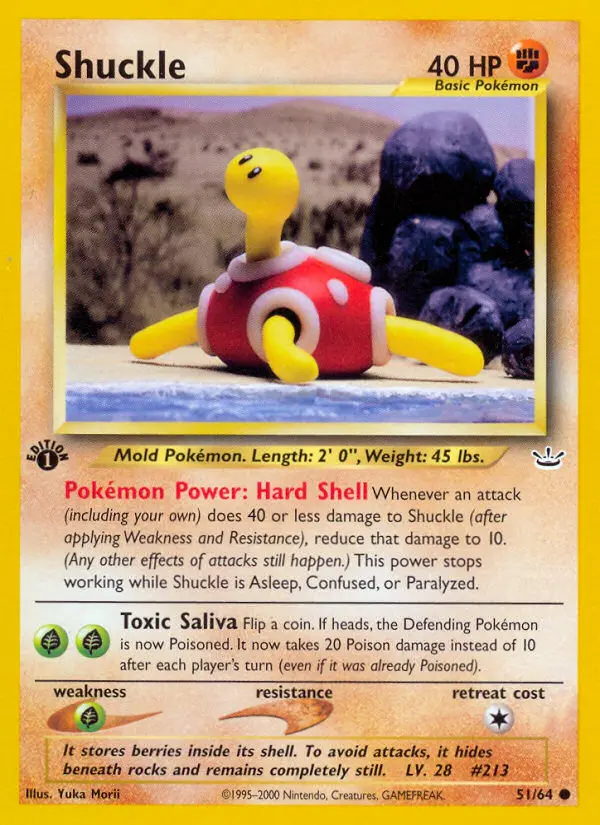 Shuckle
40 HP
Basic Pokémon
EDITION
1
Mold Pokémon. Length: 2' 0", Weight: 45 lbs.
Pokémon Power: Hard Shell Whenever an attack
(including your own) does 40 or less damage to Shuckle (after
applying Weakness and Resistance), reduce that damage to 10.
(Any other effects of attacks still happen.) This power stops
working while Shuckle is Asleep, Confused, or Paralyzed.
Toxic Saliva Flip a coin. If heads, the Defending Pokémon
is now Poisoned. It now takes 20 Poison damage instead of 10
after each player's turn (even if it was already Poisoned).
weakness
resistance
retreat cost
It stores berries inside its shell. To avoid attacks, it hides
beneath rocks and remains completely still. LV. 28 #213
Illus. Yuka Morii
©1995–2000 Nintendo, Creatures, GAMEFREAK.
51/64